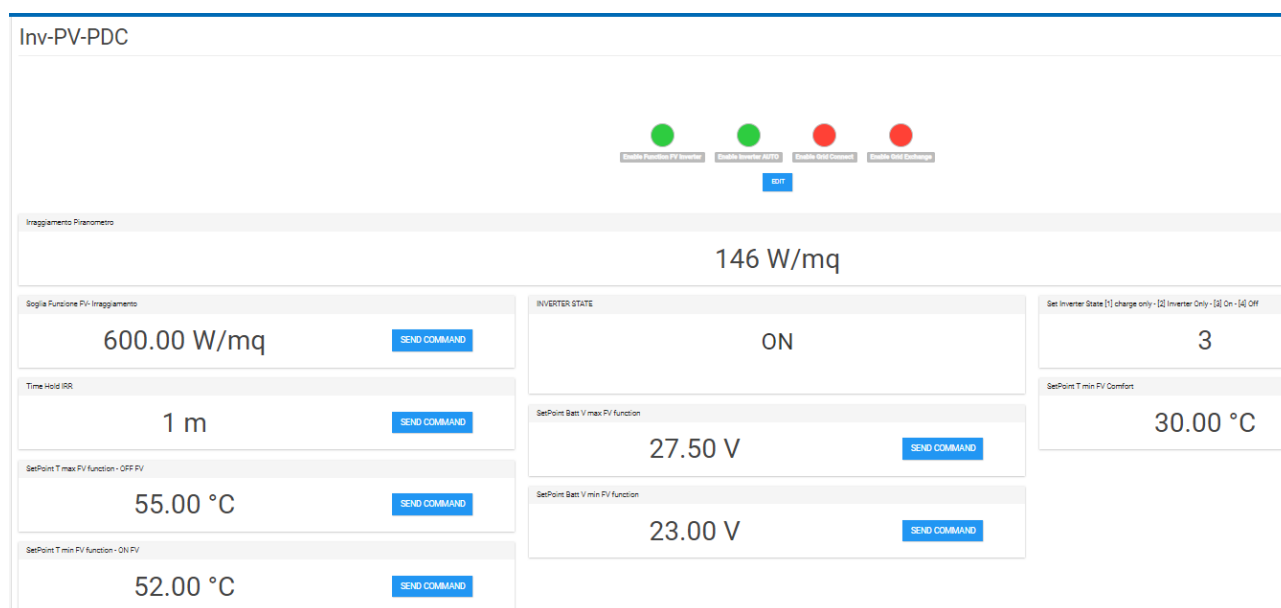 Inv-PV-PDC
Enable Function FV Inverter
Enable Inverter AUTO
Enable Grid Connect
Enable Grid Exchange
EDIT
Irraggiamento Piranometro
146 W/mq
Soglia Funzione FV- Irraggiamento
600.00 W/mq
SEND COMMAND
INVERTER STATE
ON
Set Inverter State [1] charge only - [2] Inverter Only - [3] On - [4] Off
3
Time Hold IRR
1 m
SEND COMMAND
SetPoint Batt V max FV function
27.50 V
SEND COMMAND
SetPoint T min FV Comfort
30.00 °C
SetPoint T max FV function - OFF FV
55.00 °C
SEND COMMAND
SetPoint Batt V min FV function
23.00 V
SEND COMMAND
SetPoint T min FV function - ON FV
52.00 °C
SEND COMMAND